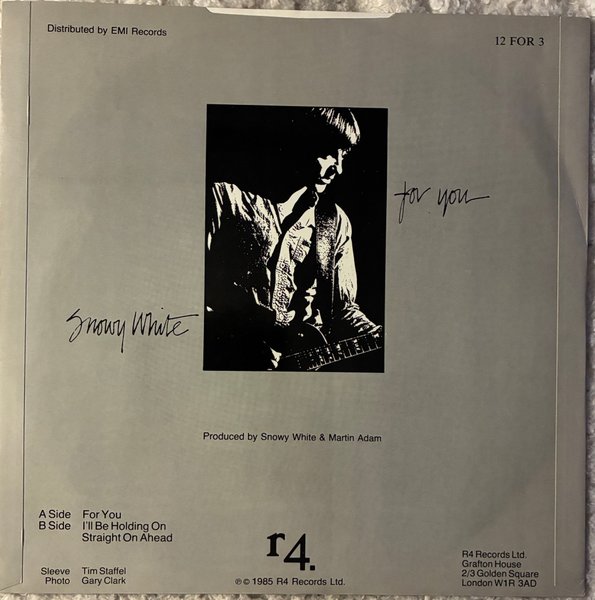 Distributed by EMI Records
12 FOR 3
for you
Snowy White
Produced by Snowy White & Martin Adam
A Side For You
B Side I'll Be Holding On
Straight On Ahead
r4.
Sleeve Tim Staffel
Photo Gary Clark
℗ © 1985 R4 Records Ltd.
R4 Records Ltd.
Grafton House
2/3 Golden Square
London W1R 3AD